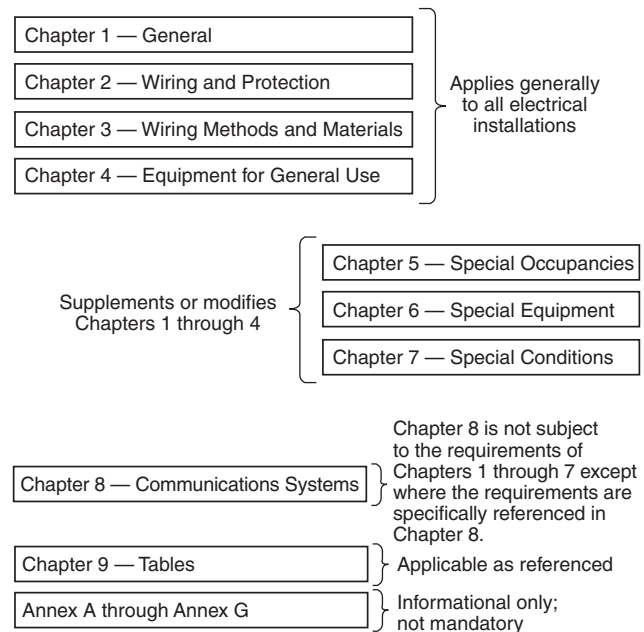 Chapter 1 — General
Chapter 2 — Wiring and Protection
Chapter 3 — Wiring Methods and Materials
Chapter 4 — Equipment for General Use
Applies generally
to all electrical
installations
Supplements or modifies
Chapters 1 through 4
Chapter 5 — Special Occupancies
Chapter 6 — Special Equipment
Chapter 7 — Special Conditions
Chapter 8 — Communications Systems
Chapter 8 is not subject
to the requirements of
Chapters 1 through 7 except
where the requirements are
specifically referenced in
Chapter 8.
Chapter 9 — Tables
Applicable as referenced
Annex A through Annex G
Informational only;
not mandatory